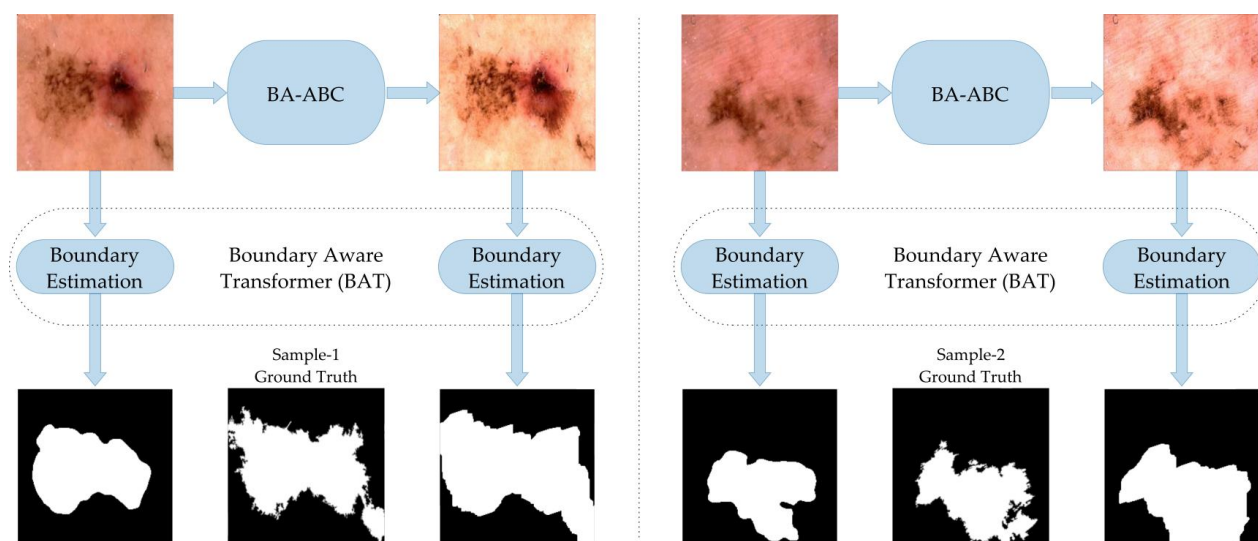 BA-ABC
Boundary
Estimation
Boundary Aware
Transformer (BAT)
Boundary
Estimation
Sample-1
Ground Truth
BA-ABC
Boundary
Estimation
Boundary Aware
Transformer (BAT)
Boundary
Estimation
Sample-2
Ground Truth